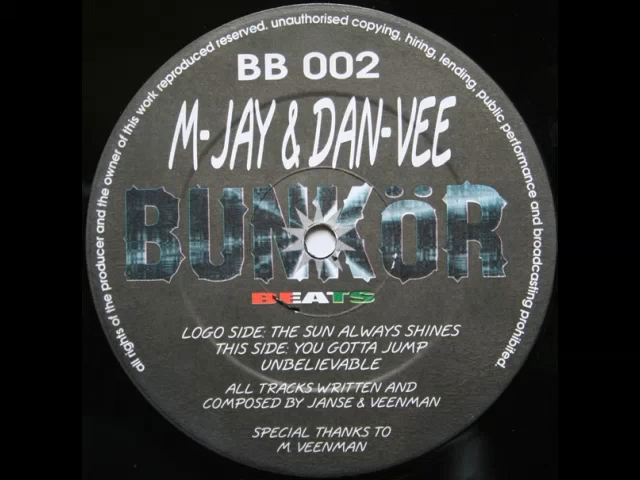 all rights of the producer and the owner of this work reproduced reserved. unauthorised copying, hiring, lending, public performance and broadcasting prohibited.
BB 002
M-JAY & DAN-VEE
BUNKöR
BEATS
LOGO SIDE: THE SUN ALWAYS SHINES
THIS SIDE: YOU GOTTA JUMP
UNBELIEVABLE
ALL TRACKS WRITTEN AND
COMPOSED BY JANSE & VEENMAN
SPECIAL THANKS TO
M. VEENMAN